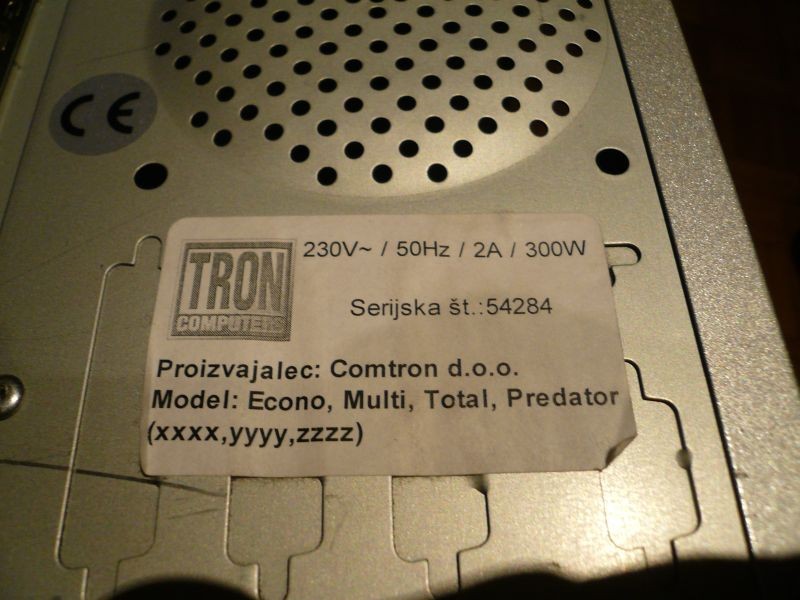 CE
TRON
COMPUTERS
230V~ / 50Hz / 2A / 300W
Serijska št.:54284
Proizvajalec: Comtron d.o.o.
Model: Econo, Multi, Total, Predator
(xxxx,yyyy,zzzz)